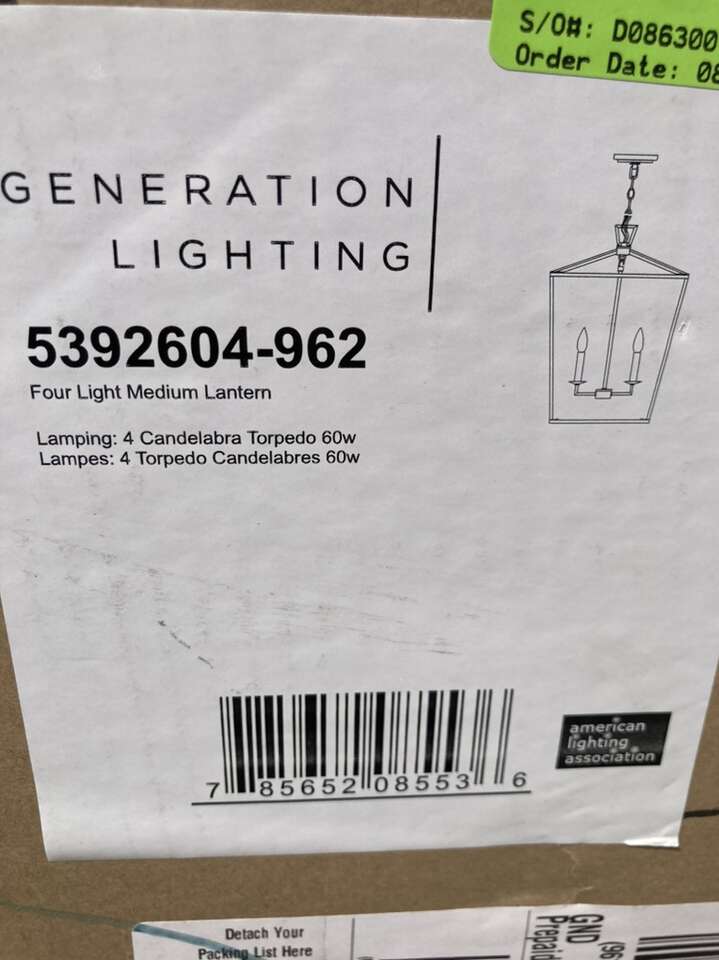 S/O#: D086300
Order Date: 08
GENERATION
LIGHTING
5392604-962
Four Light Medium Lantern
Lamping: 4 Candelabra Torpedo 60w
Lampes: 4 Torpedo Candelabres 60w
7 85652 08553 6
american
lighting
association
Detach Your
Packing List Here
GND
Prepaid
(96